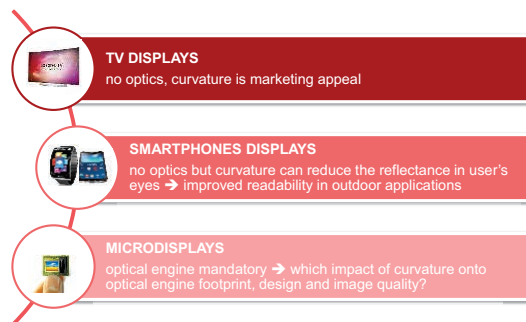 TV DISPLAYS
no optics, curvature is marketing appeal
SMARTPHONES DISPLAYS
no optics but curvature can reduce the reflectance in user's
eyes ➔ improved readability in outdoor applications
MICRODISPLAYS
optical engine mandatory ➔ which impact of curvature onto
optical engine footprint, design and image quality?